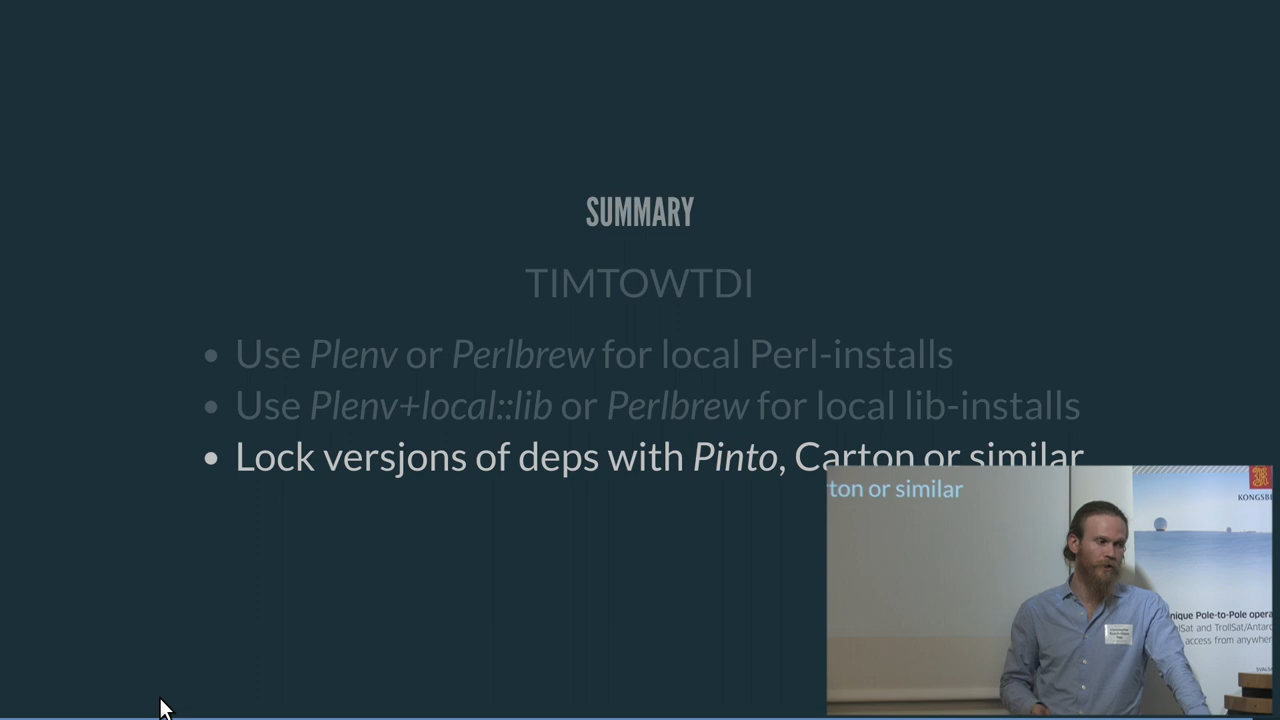 SUMMARY
TIMTOWTDI
• Use Plenv or Perlbrew for local Perl-installs
• Use Plenv+local::lib or Perlbrew for local lib-installs
• Lock versjons of deps with Pinto, Carton or similar
ton or similar
KONGSB
nique Pole-to-Pole opera
lSat and TrollSat/Antarc
access from anywher